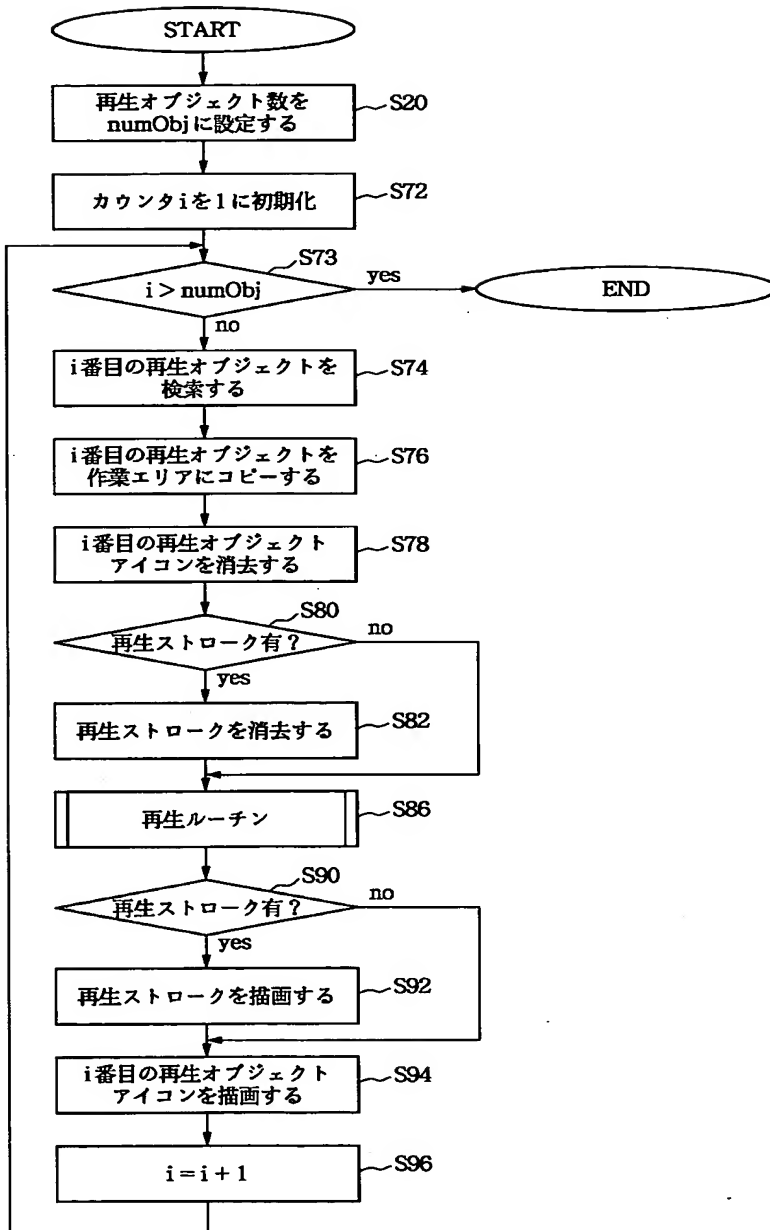 START
再生オブジェクト数を
numObjに設定する
S20
カウンタiを1に初期化
S72
S73
i>numObj
yes
END
no
i番目の再生オブジェクトを
検索する
S74
i番目の再生オブジェクトを
作業エリアにコピーする
S76
i番目の再生オブジェクト
アイコンを消去する
S78
S80
再生ストローク有?
no
yes
再生ストロークを消去する
S82
再生ルーチン
S86
S90
再生ストローク有?
no
yes
再生ストロークを描画する
S92
i番目の再生オブジェクト
アイコンを描画する
S94
i=i+1
S96